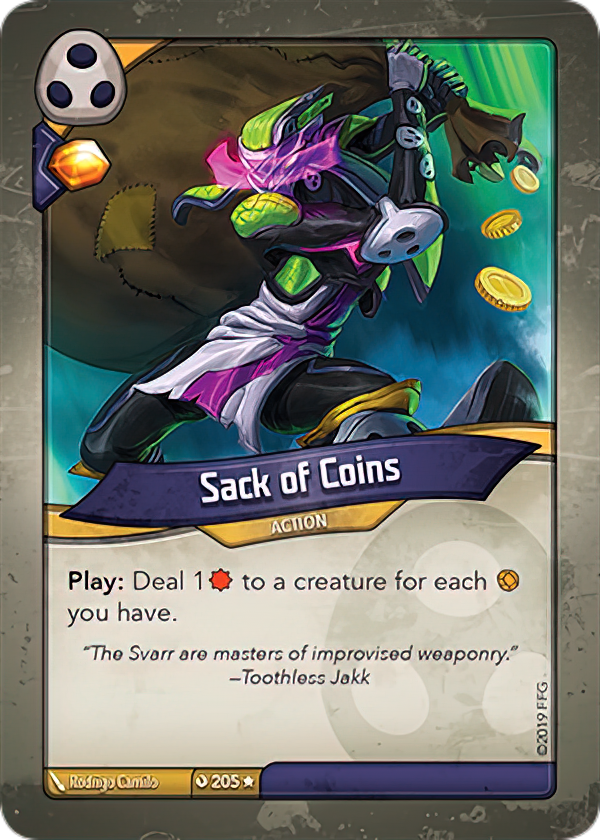 Sack of Coins
ACTION
Play: Deal 1 to a creature for each
you have.
“The Svarr are masters of improvised weaponry.”
–Toothless Jakk
©2019 FFG
Rodrigo Camilo
205